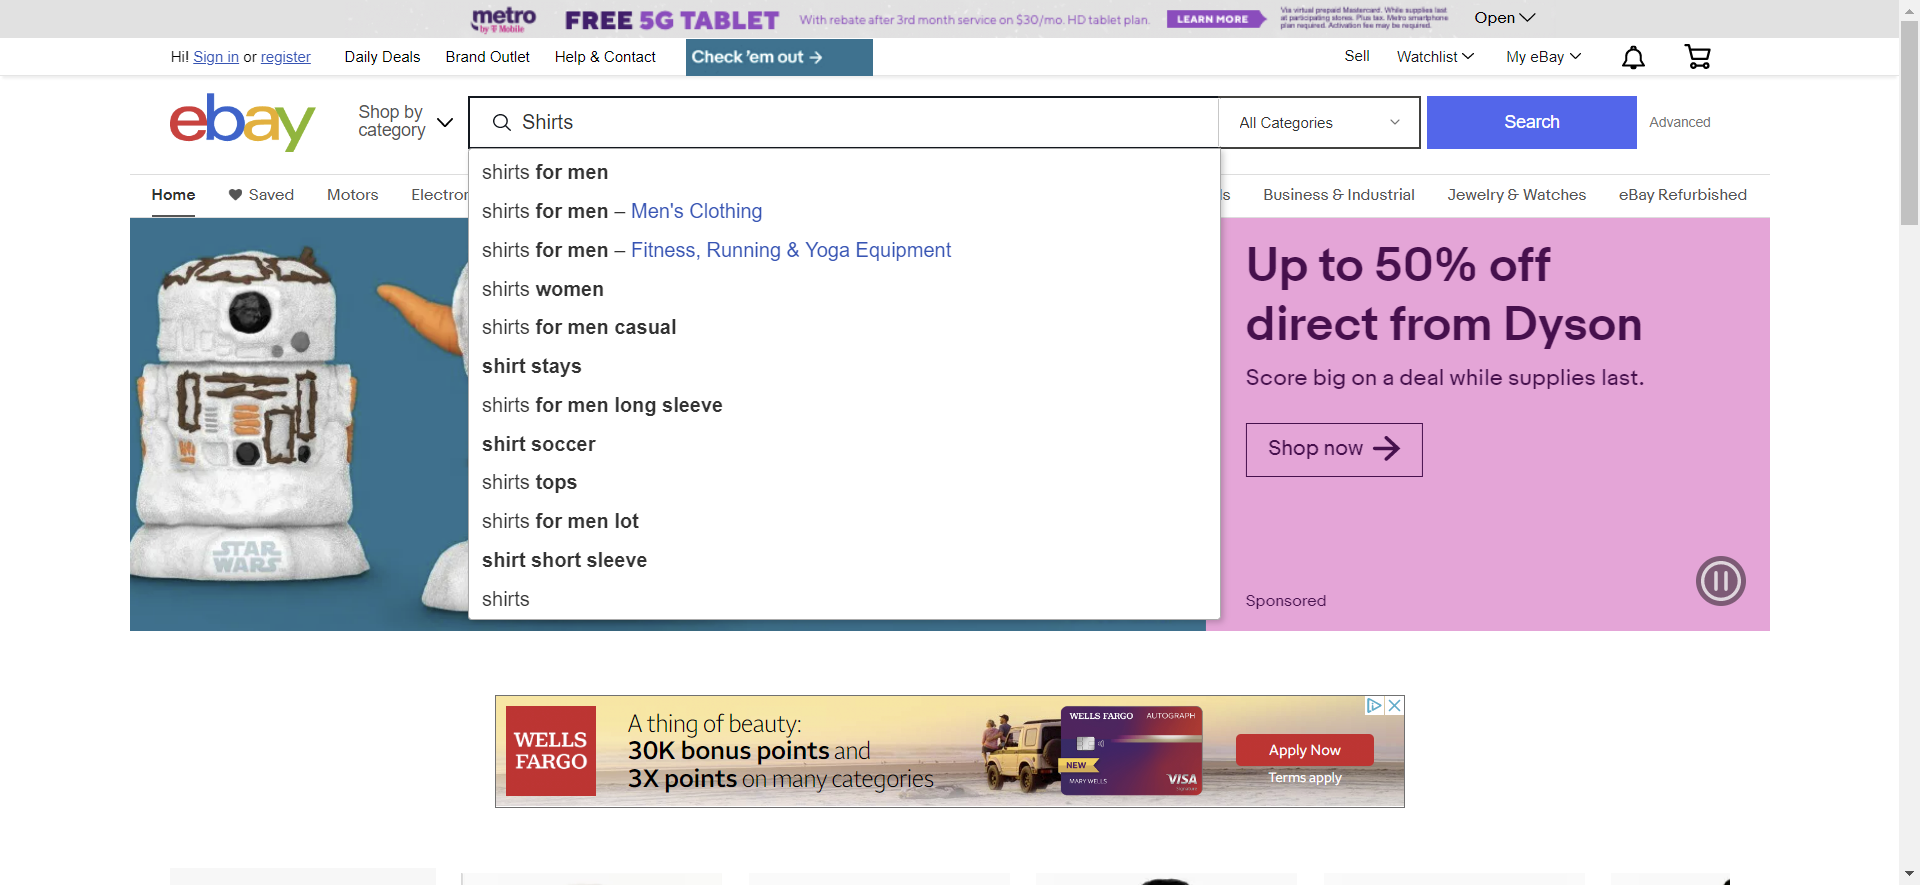 metro
by T Mobile
FREE 5G TABLET
With rebate after 3rd month service on $30/mo. HD tablet plan.
LEARN MORE
Via virtual prepaid Mastercard. While supplies last
at participating stores. Plus tax. Metro smartphone
plan required. Activation fee may be required.
Open
Hi! Sign in or register
Daily Deals
Brand Outlet
Help & Contact
Check 'em out →
Sell
Watchlist
My eBay
ebay
Shop by
category
Shirts
All Categories
Search
Advanced
Home
Saved
Motors
Electror
ls
Business & Industrial
Jewelry & Watches
eBay Refurbished
shirts for men
shirts for men – Men's Clothing
shirts for men – Fitness, Running & Yoga Equipment
shirts women
shirts for men casual
shirt stays
shirts for men long sleeve
shirt soccer
shirts tops
shirts for men lot
shirt short sleeve
shirts
STAR
WARS
Up to 50% off
direct from Dyson
Score big on a deal while supplies last.
Shop now
Sponsored
WELLS
FARGO
A thing of beauty:
30K bonus points and
3X points on many categories
WELLS FARGO
AUTOGRAPH
NEW
MARY WELLS
VISA
Signature
Apply Now
Terms apply